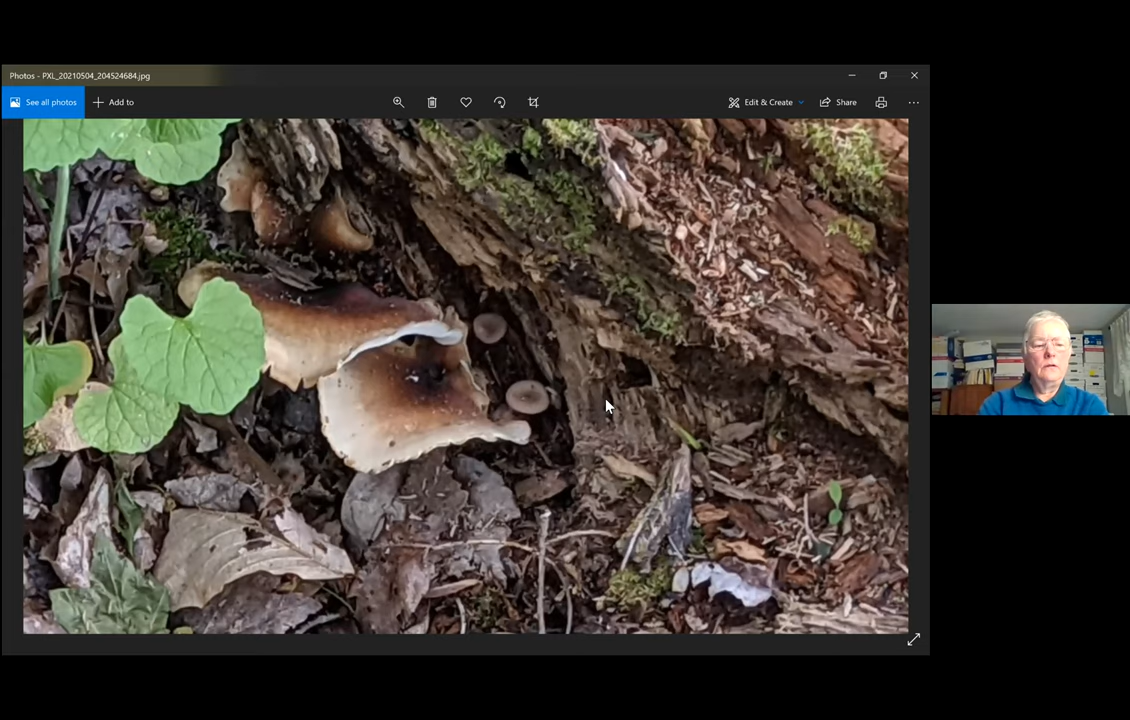 Photos - PXL_20210504_204524684.jpg
See all photos
Add to
Edit & Create
Share